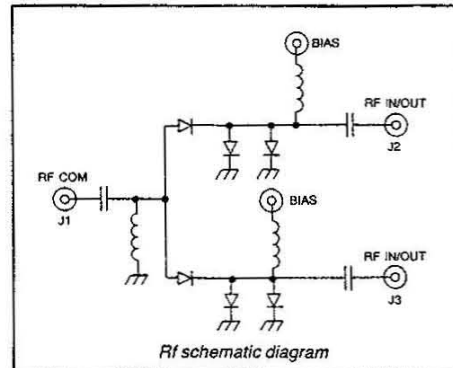 BIAS
RF IN/OUT
J2
RF COM
J1
BIAS
RF IN/OUT
J3
Rf schematic diagram